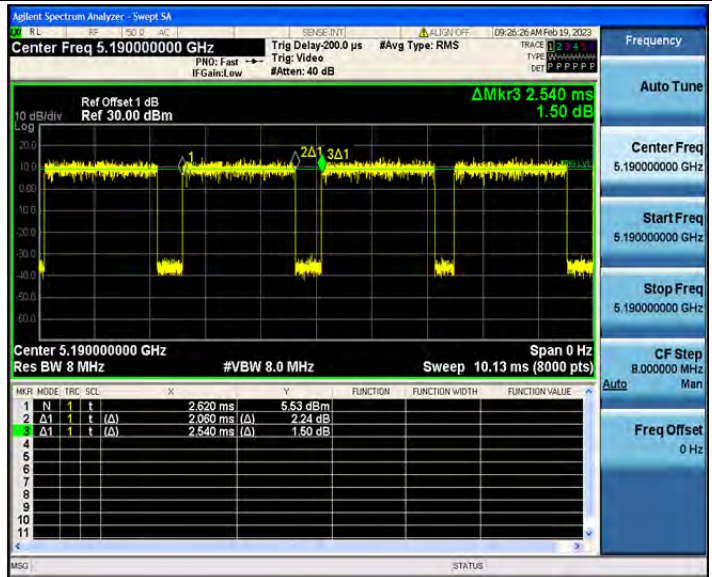 Agilent Spectrum Analyzer - Swept SA
RL RF 50 Ω AC SENSE:INT ALIGN OFF 09:26:26 AM Feb 19, 2023
Center Freq 5.190000000 GHz
PNO: Fast
IFGain:Low
Trig Delay-200.0 µs
Trig: Video
#Atten: 40 dB
#Avg Type: RMS
TRACE 1 2 3 4 5 6
TYPE
DET P P P P P P
Frequency
ΔMkr3 2.540 ms
1.50 dB
Ref Offset 1 dB
10 dB/div Ref 30.00 dBm
Log
20.0
10.0
0.00
-10.0
-20.0
-30.0
-40.0
-50.0
-60.0
1
2Δ1
3Δ1
TRIG LVL
Center 5.190000000 GHz Span 0 Hz
Res BW 8 MHz #VBW 8.0 MHz Sweep 10.13 ms (8000 pts)
MKR MODE TRC SCL X Y FUNCTION FUNCTION WIDTH FUNCTION VALUE
1 N 1 t 2.620 ms 5.53 dBm
2 Δ1 1 t (Δ) 2.060 ms (Δ) 2.24 dB
3 Δ1 1 t (Δ) 2.540 ms (Δ) 1.50 dB
4
5
6
7
8
9
10
11
Auto Tune
Center Freq
5.190000000 GHz
Start Freq
5.190000000 GHz
Stop Freq
5.190000000 GHz
CF Step
8.000000 MHz
Auto Man
Freq Offset
0 Hz
MSG STATUS